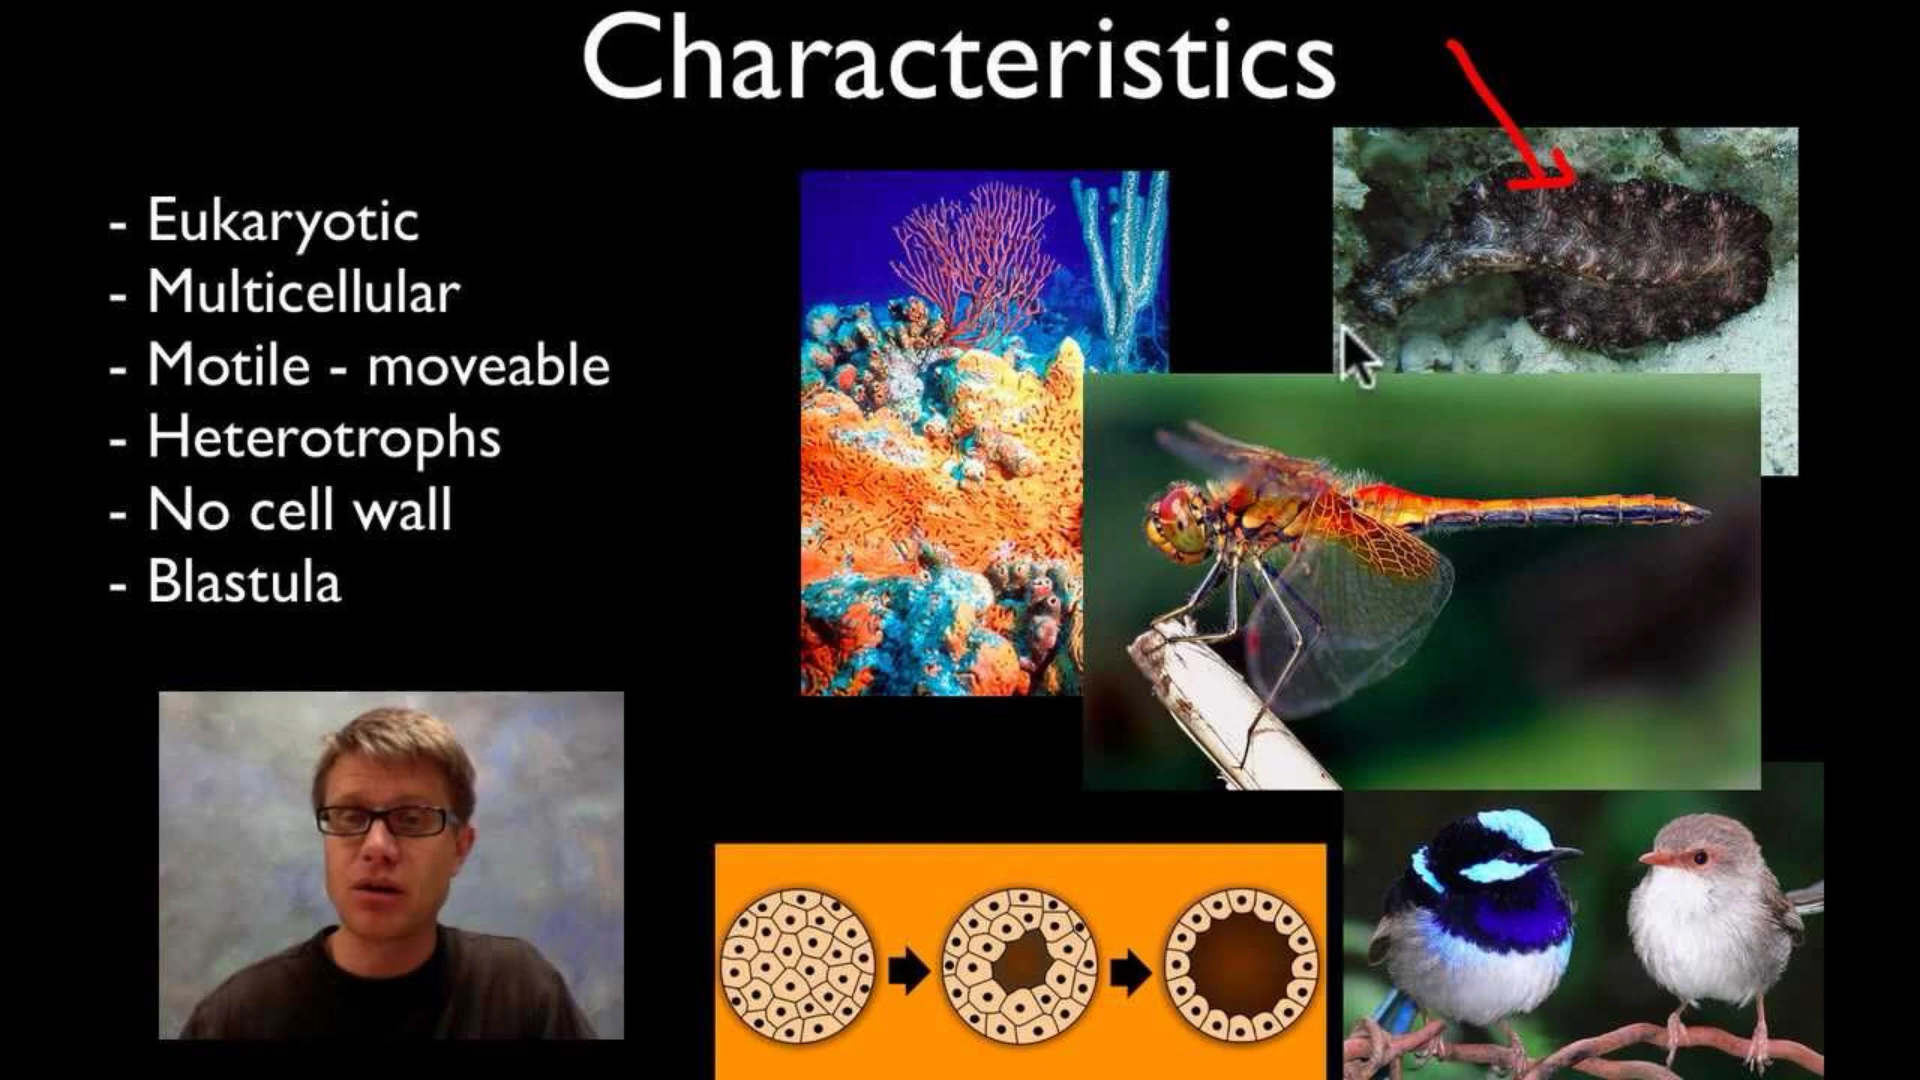 Characteristics
- Eukaryotic
- Multicellular
- Motile - moveable
- Heterotrophs
- No cell wall
- Blastula